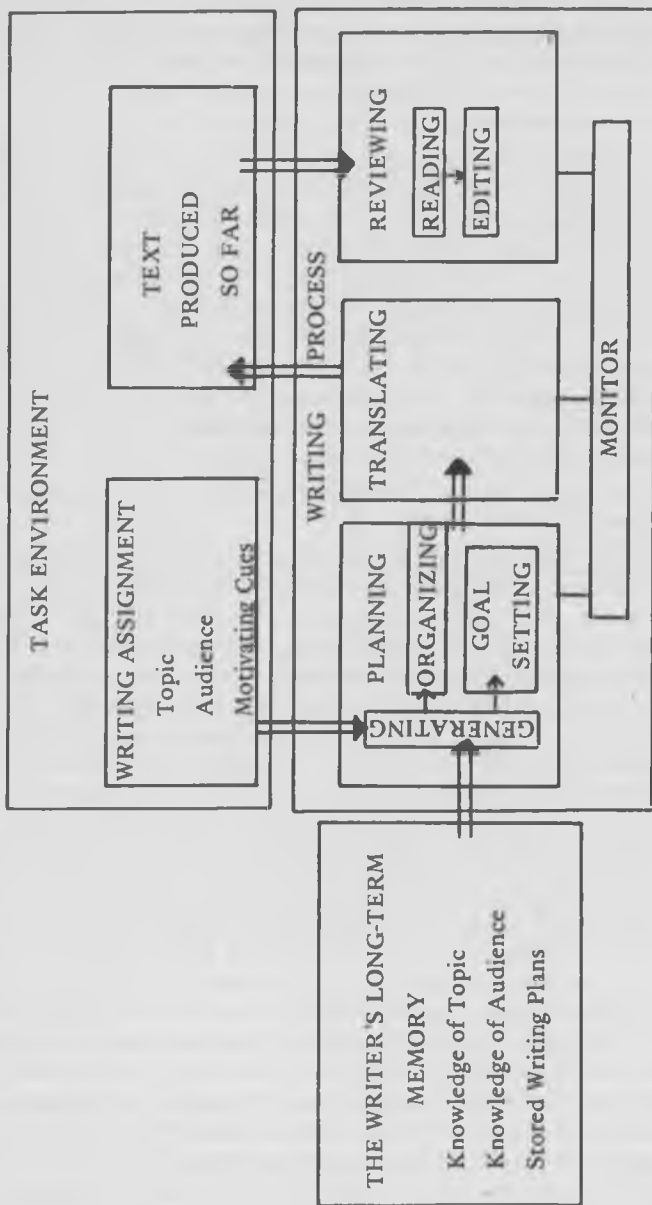 TASK ENVIRONMENT
WRITING ASSIGNMENT
Topic
Audience
Motivating Cues
TEXT
PRODUCED
SO FAR
THE WRITER'S LONG-TERM
MEMORY
Knowledge of Topic
Knowledge of Audience
Stored Writing Plans
WRITING PROCESS
PLANNING
GENERATING
ORGANIZING
GOAL
SETTING
TRANSLATING
REVIEWING
READING
EDITING
MONITOR